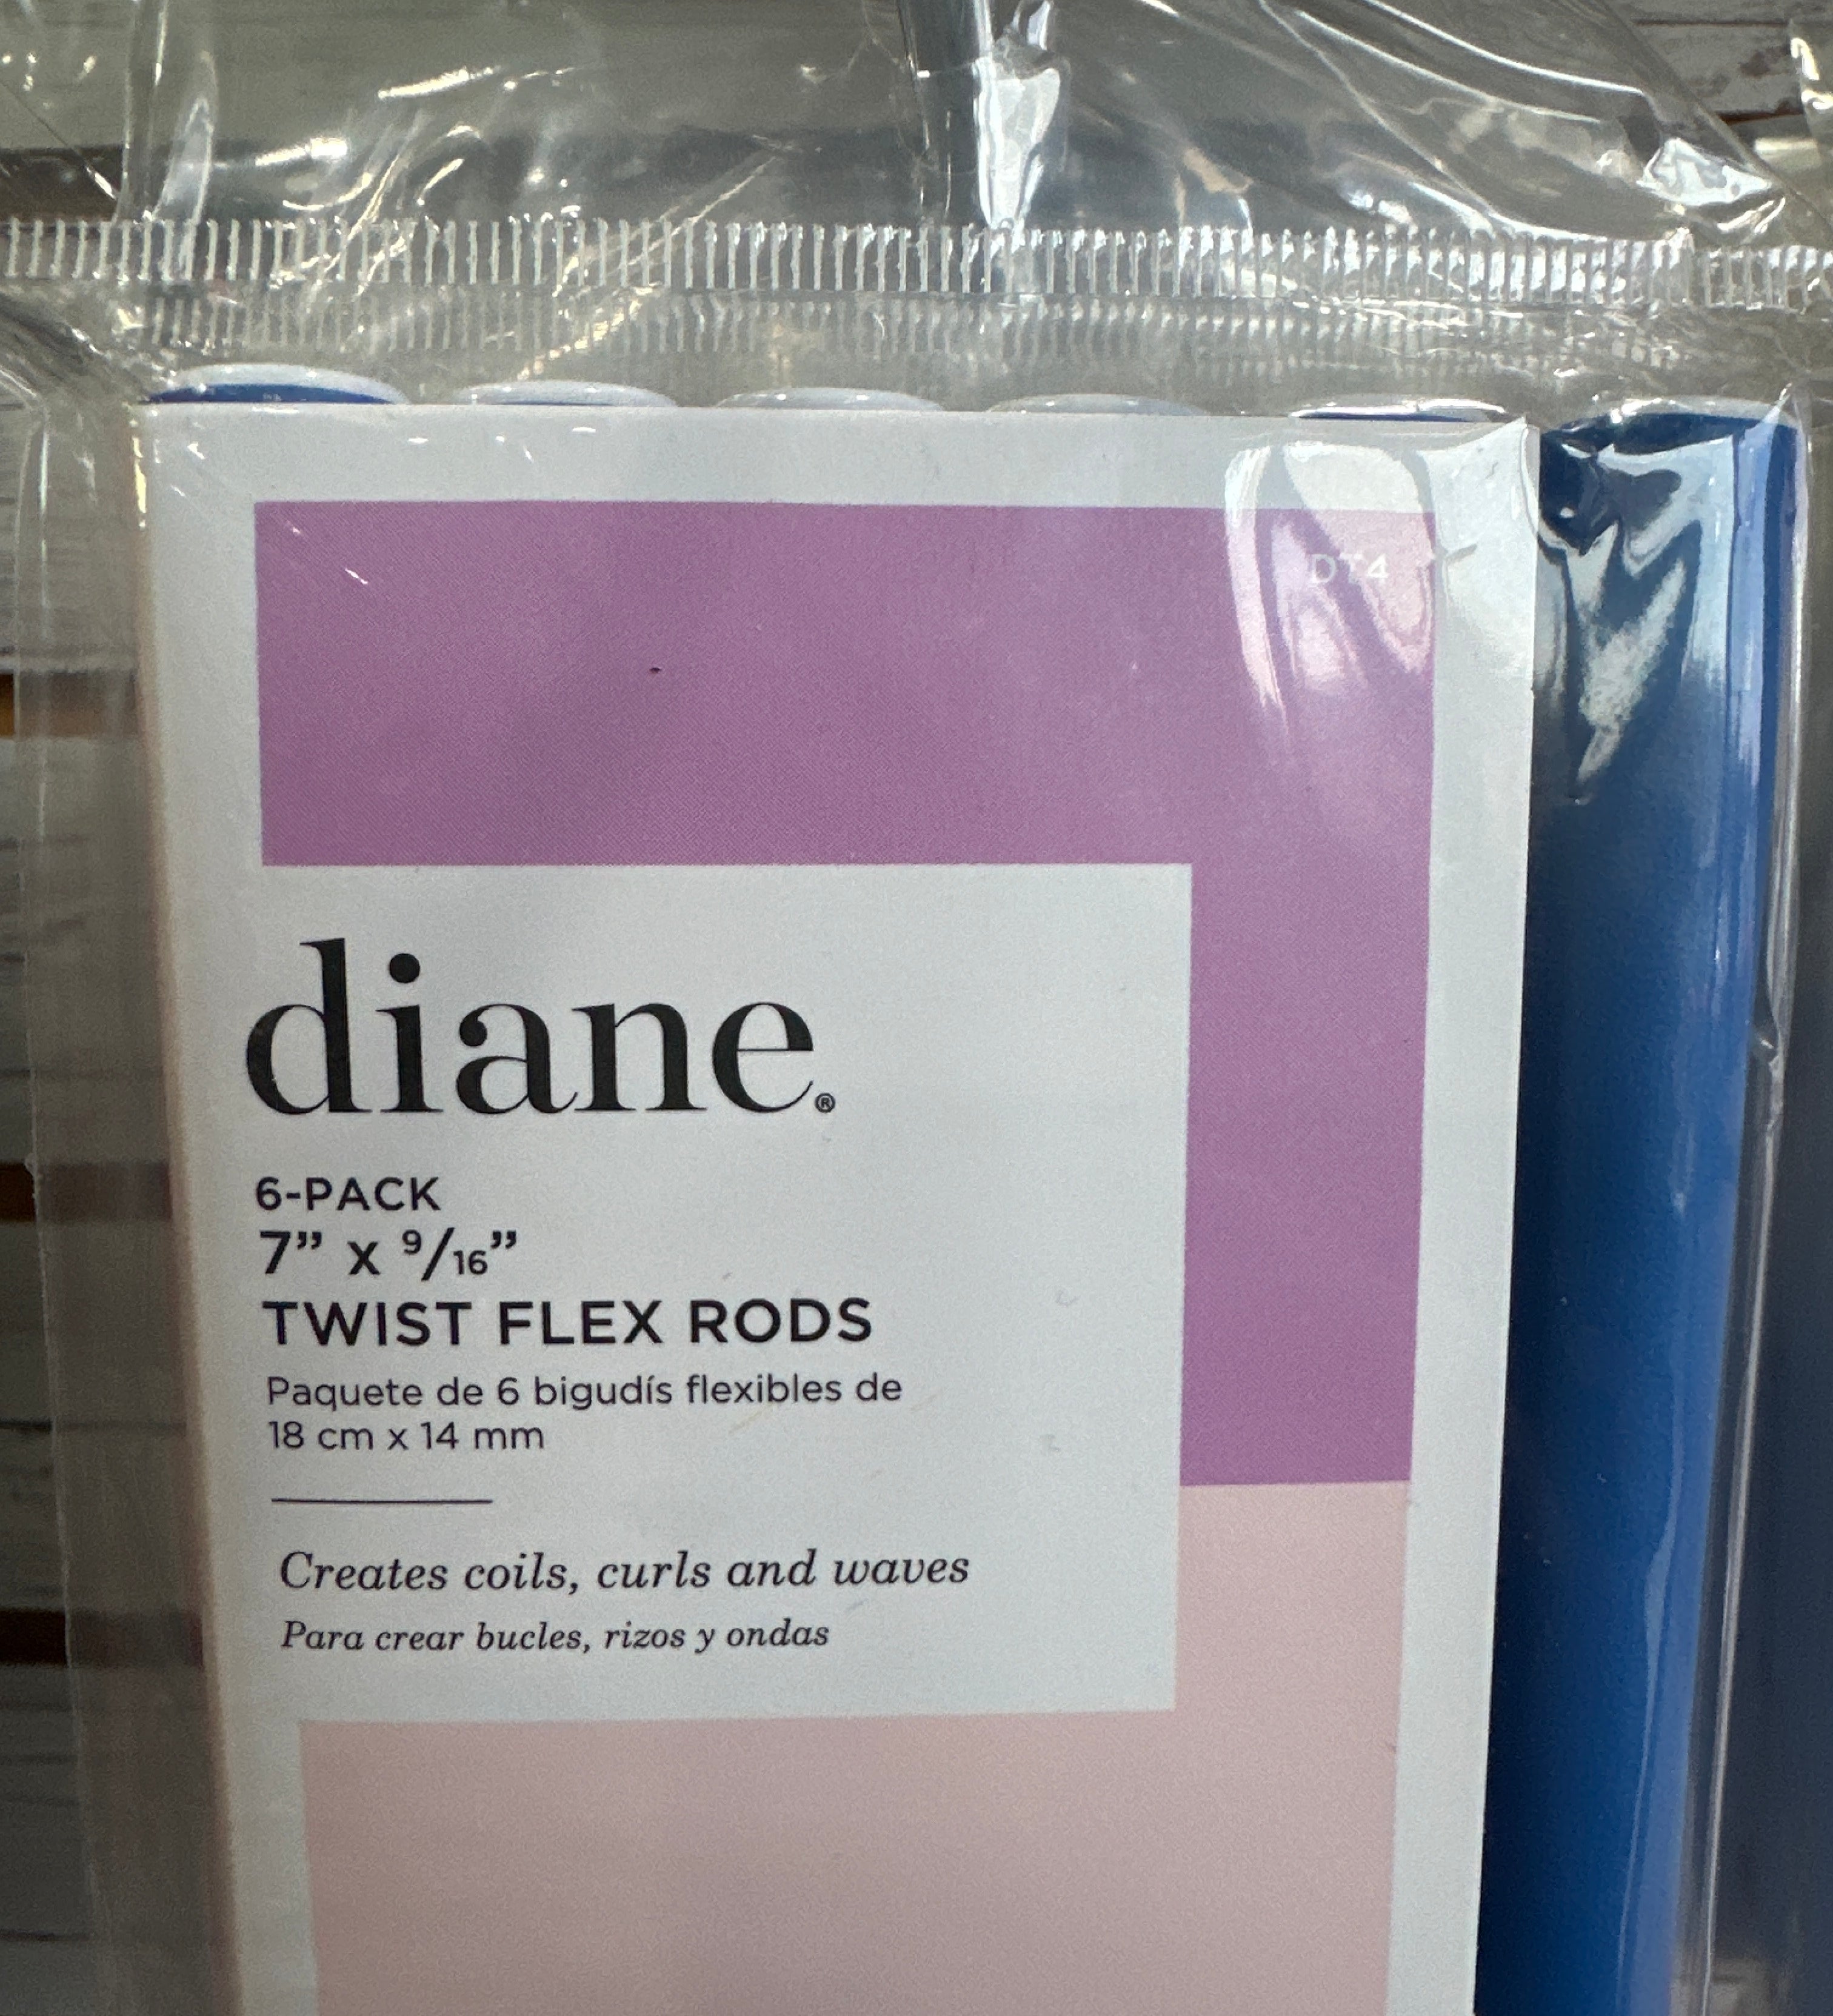 DT4
diane®
6-PACK
7” x 9/16”
TWIST FLEX RODS
Paquete de 6 bigudís flexibles de
18 cm x 14 mm
Creates coils, curls and waves
Para crear bucles, rizos y ondas